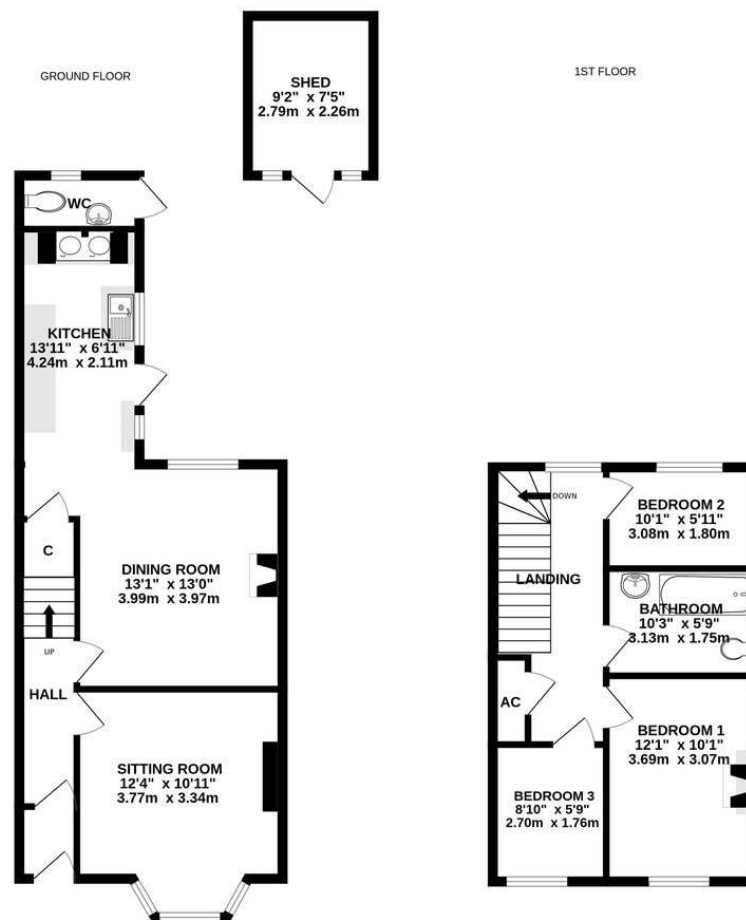 GROUND FLOOR
SHED
9'2" x 7'5"
2.79m x 2.26m
WC
KITCHEN
13'11" x 6'11"
4.24m x 2.11m
C
DINING ROOM
13'1" x 13'0"
3.99m x 3.97m
UP
HALL
SITTING ROOM
12'4" x 10'11"
3.77m x 3.34m
1ST FLOOR
DOWN
BEDROOM 2
10'1" x 5'11"
3.08m x 1.80m
LANDING
BATHROOM
10'3" x 5'9"
3.13m x 1.75m
AC
BEDROOM 1
12'1" x 10'1"
3.69m x 3.07m
BEDROOM 3
8'10" x 5'9"
2.70m x 1.76m